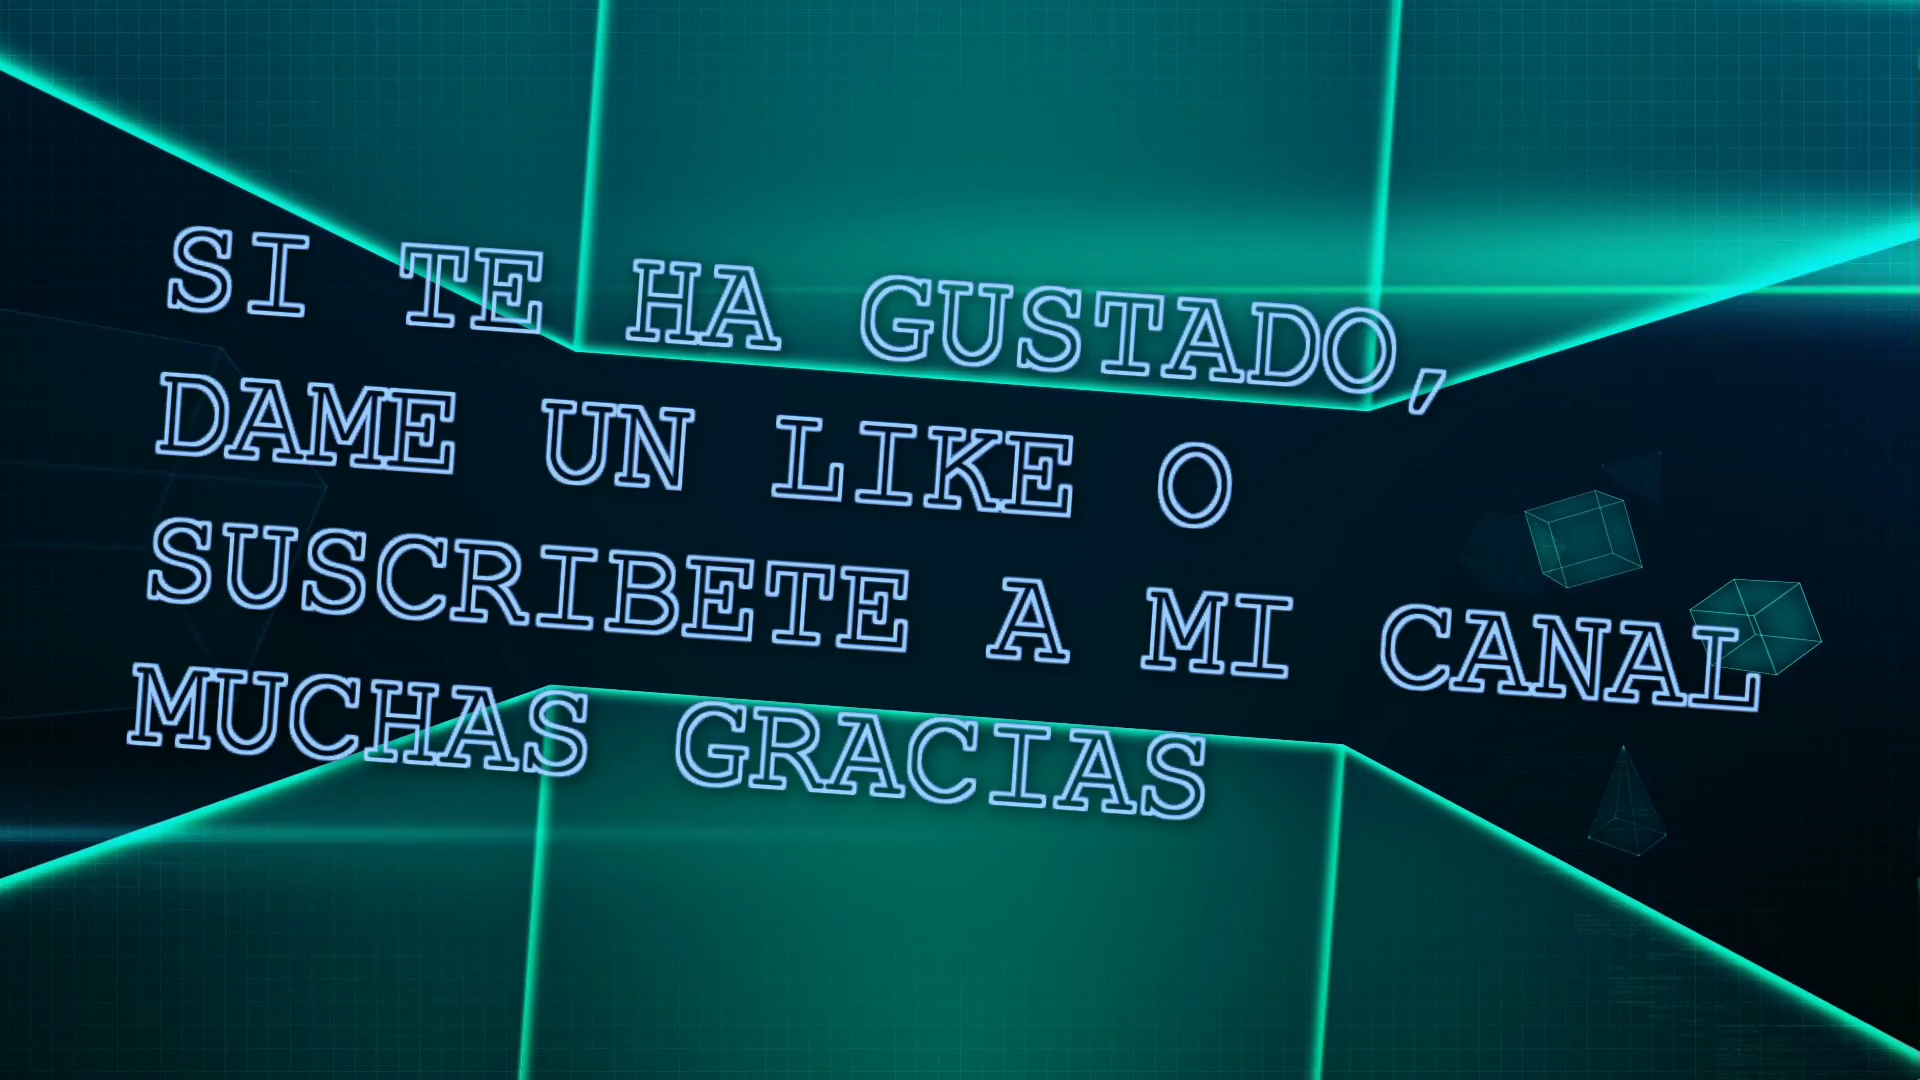 SI TE HA GUSTADO,
DAME UN LIKE O
SUSCRIBETE A MI CANAL
MUCHAS GRACIAS